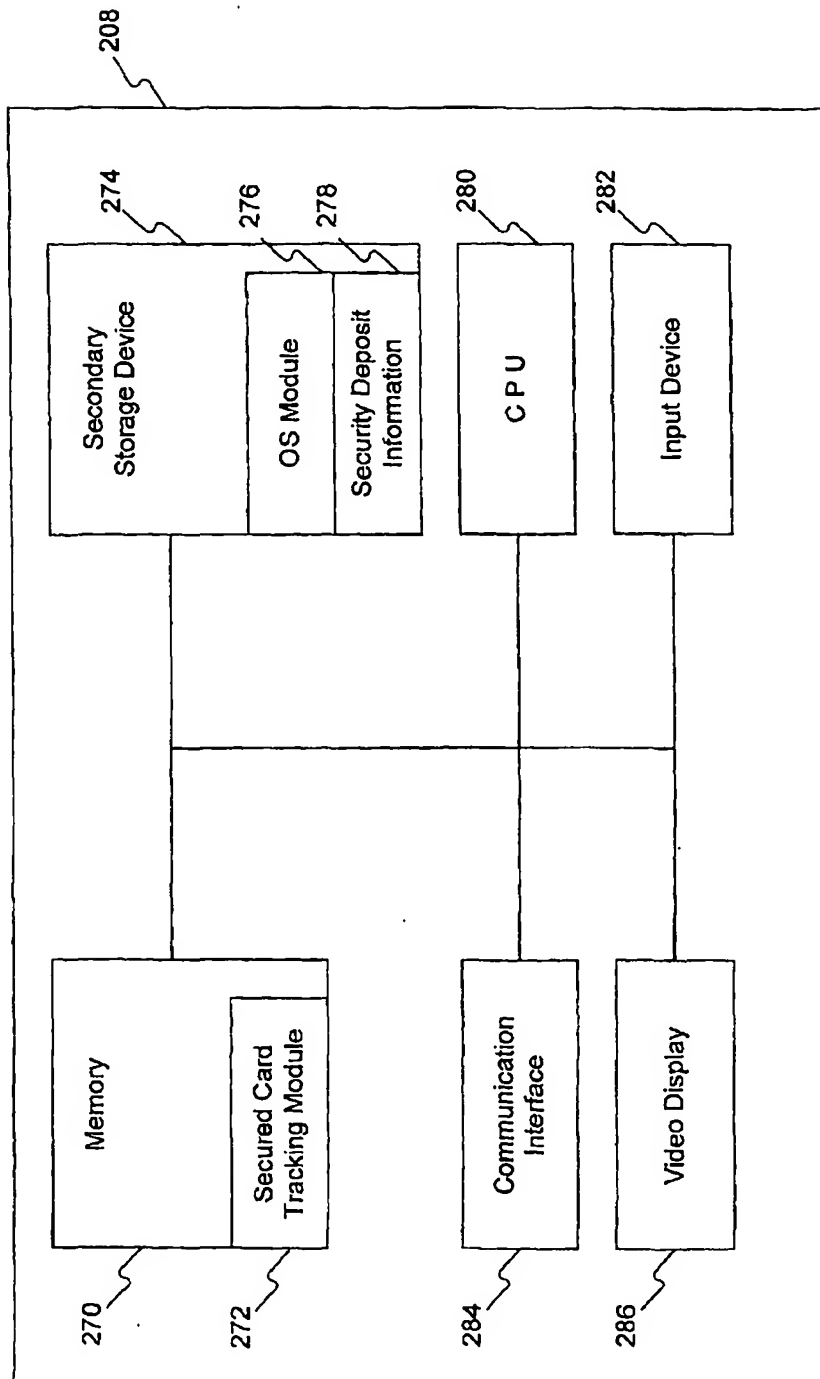 208
270
Memory
272
Secured Card
Tracking Module
274
Secondary
Storage Device
276
OS Module
278
Security Deposit
Information
284
Communication
Interface
280
C P U
286
Video Display
282
Input Device